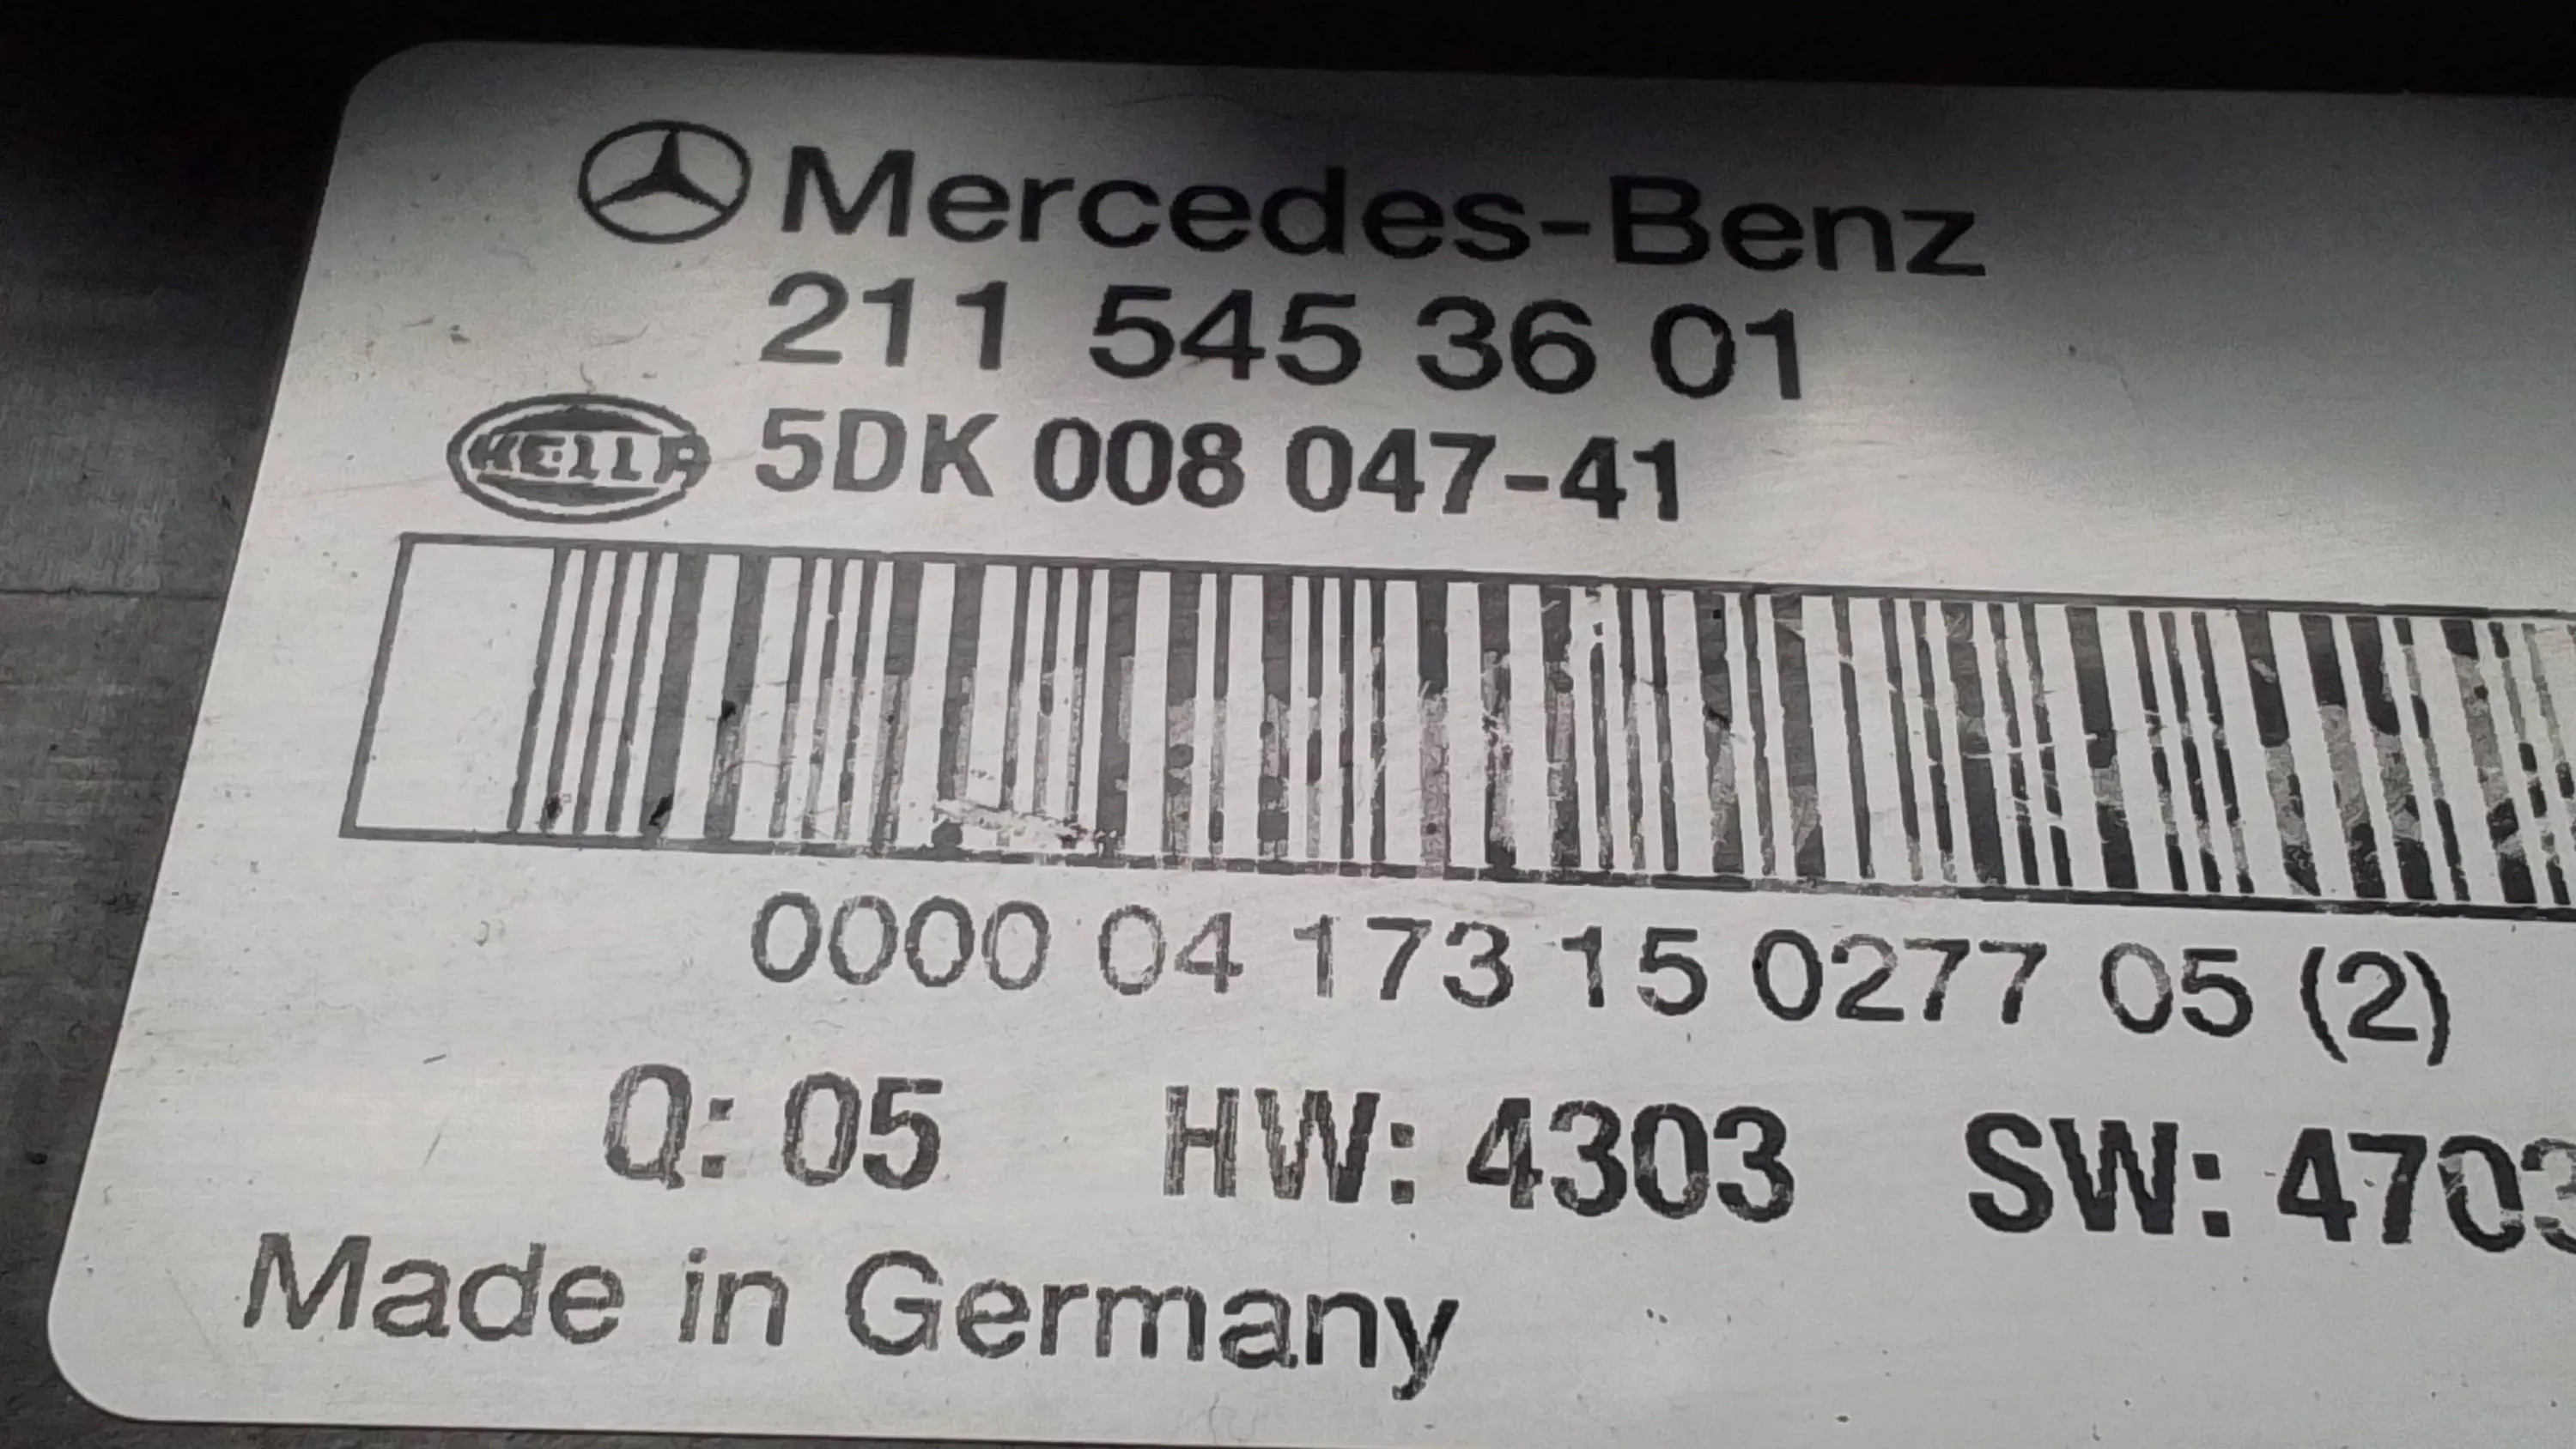 Mercedes-Benz
211 545 36 01
HELLA 5DK 008 047-41
0000 04 173 15 0277 05 (2)
Q: 05 HW: 4303 SW: 4703
Made in Germany